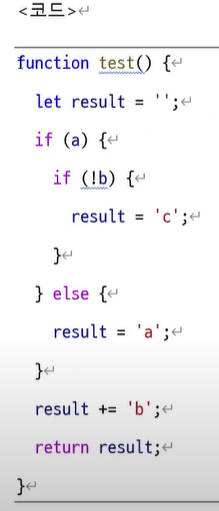 <코드>↵
function test() {↵
  let result = '';↵
  if (a) {↵
    if (!b) {↵
      result = 'c';↵
    }↵
  } else {↵
    result = 'a';↵
  }↵
  result += 'b';↵
  return result;↵
}↵